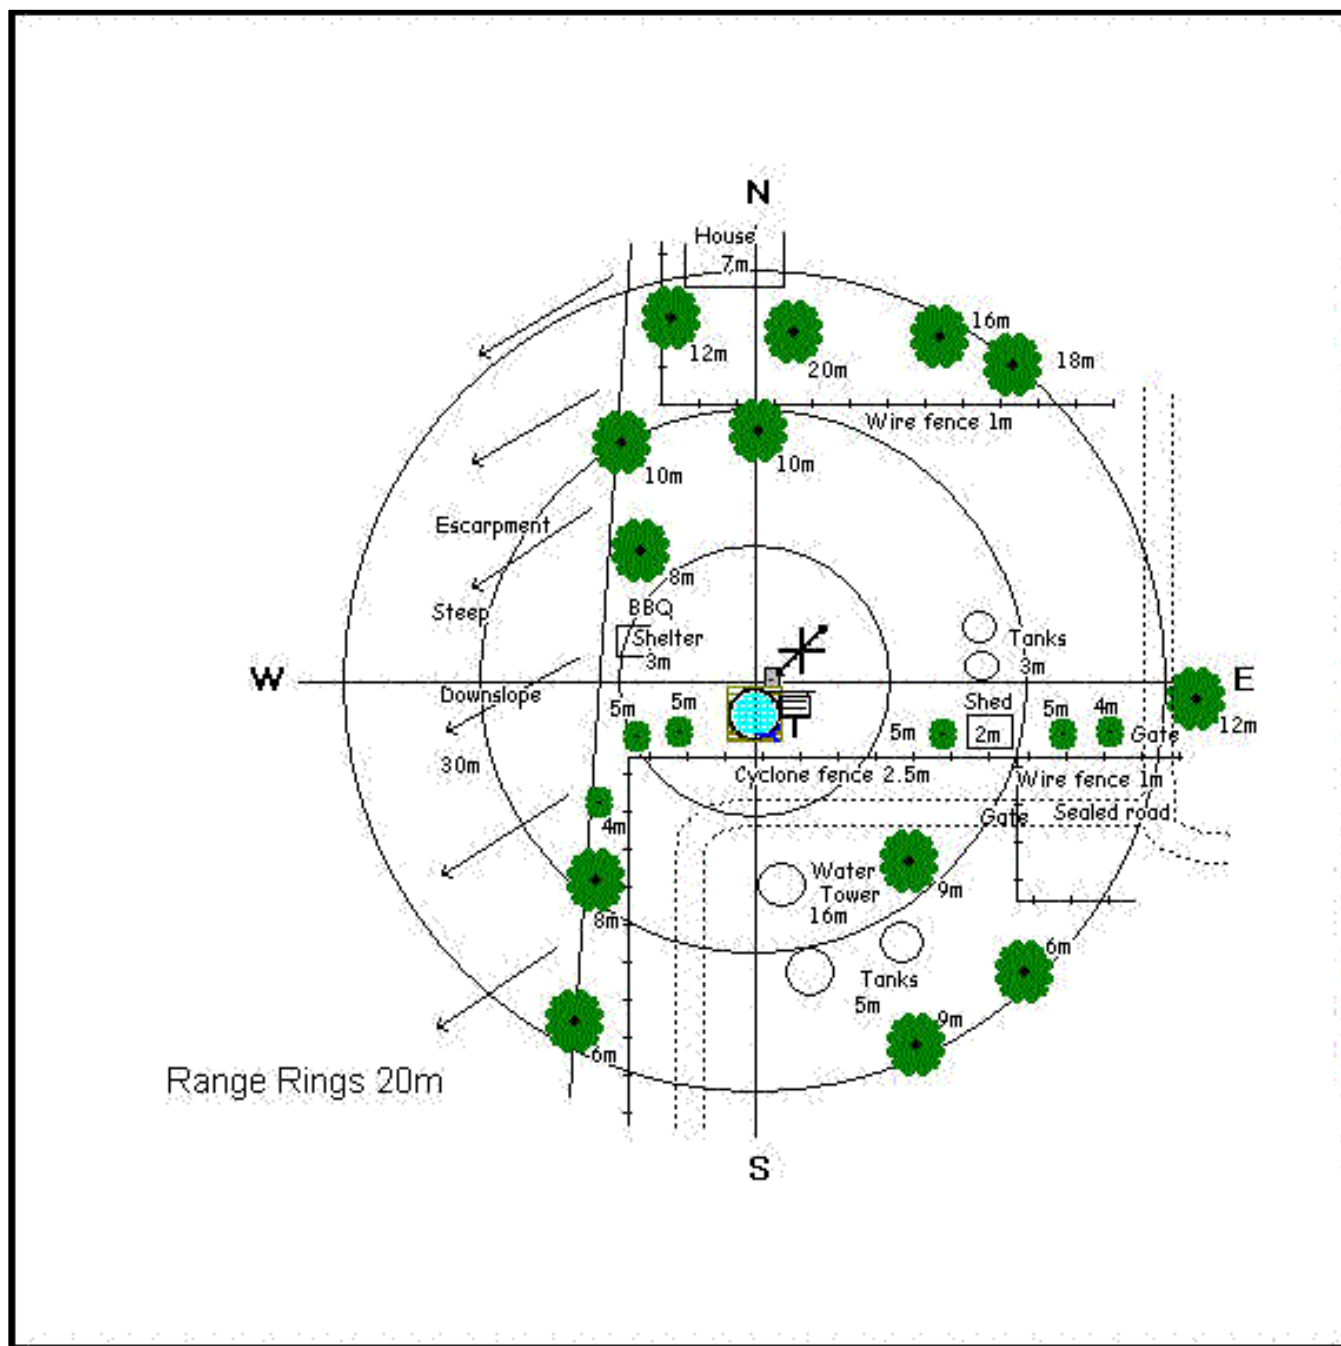 N
House
7m
16m
12m
20m
18m
Wire fence 1m
10m
10m
Escarpment
8m
BBQ
Steep
Shelter
Tanks
3m
3m
W
E
Downslope
5m
5m
Shed
5m
4m
5m
2m
Gate
12m
30m
Cyclone fence 2.5m
Wire fence 1m
4m
Gate
Sealed road
Water
Tower
9m
16m
8m
6m
Tanks
5m
9m
6m
Range Rings 20m
S